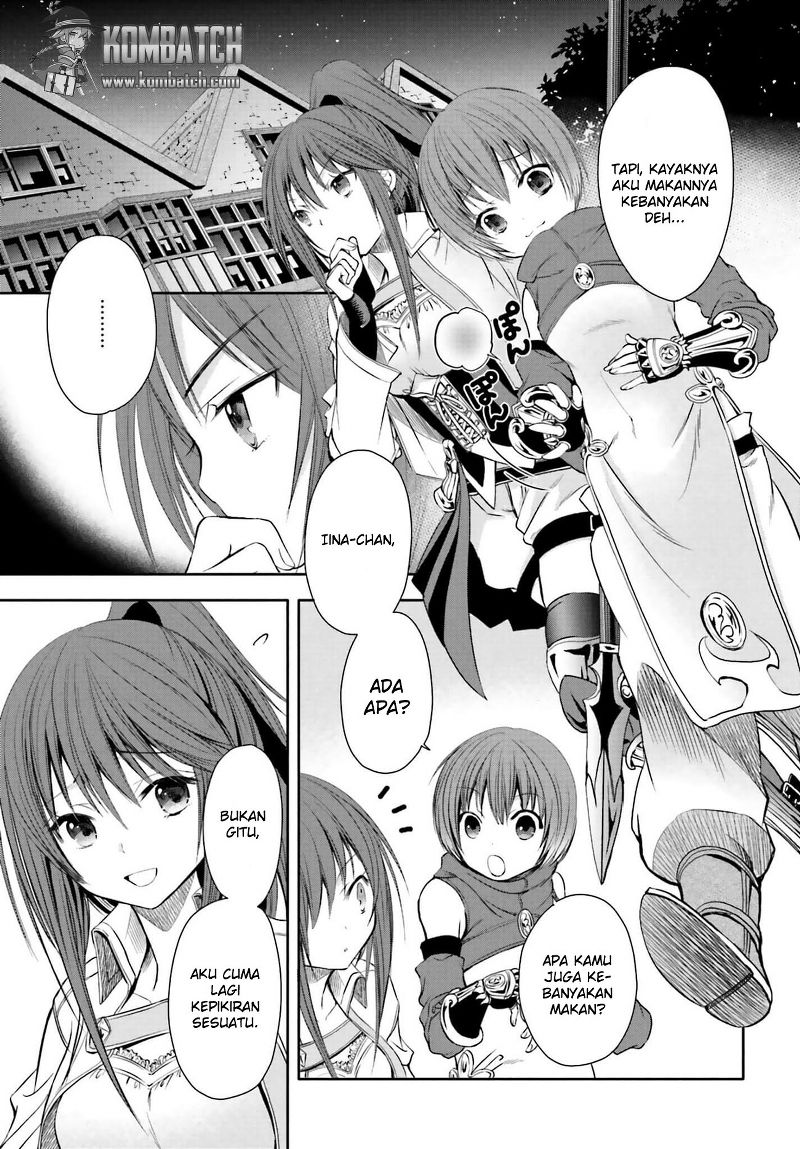 KOMBATCH
www.kombatch.com
TAPI, KAYAKNYA
AKU MAKANNYA
KEBANYAKAN
DEH...
ぽん
ぽん
..........
IINA-CHAN,
ADA
APA?
APA KAMU
JUGA KE-
BANYAKAN
MAKAN?
BUKAN
GITU,
AKU CUMA
LAGI
KEPIKIRAN
SESUATU.